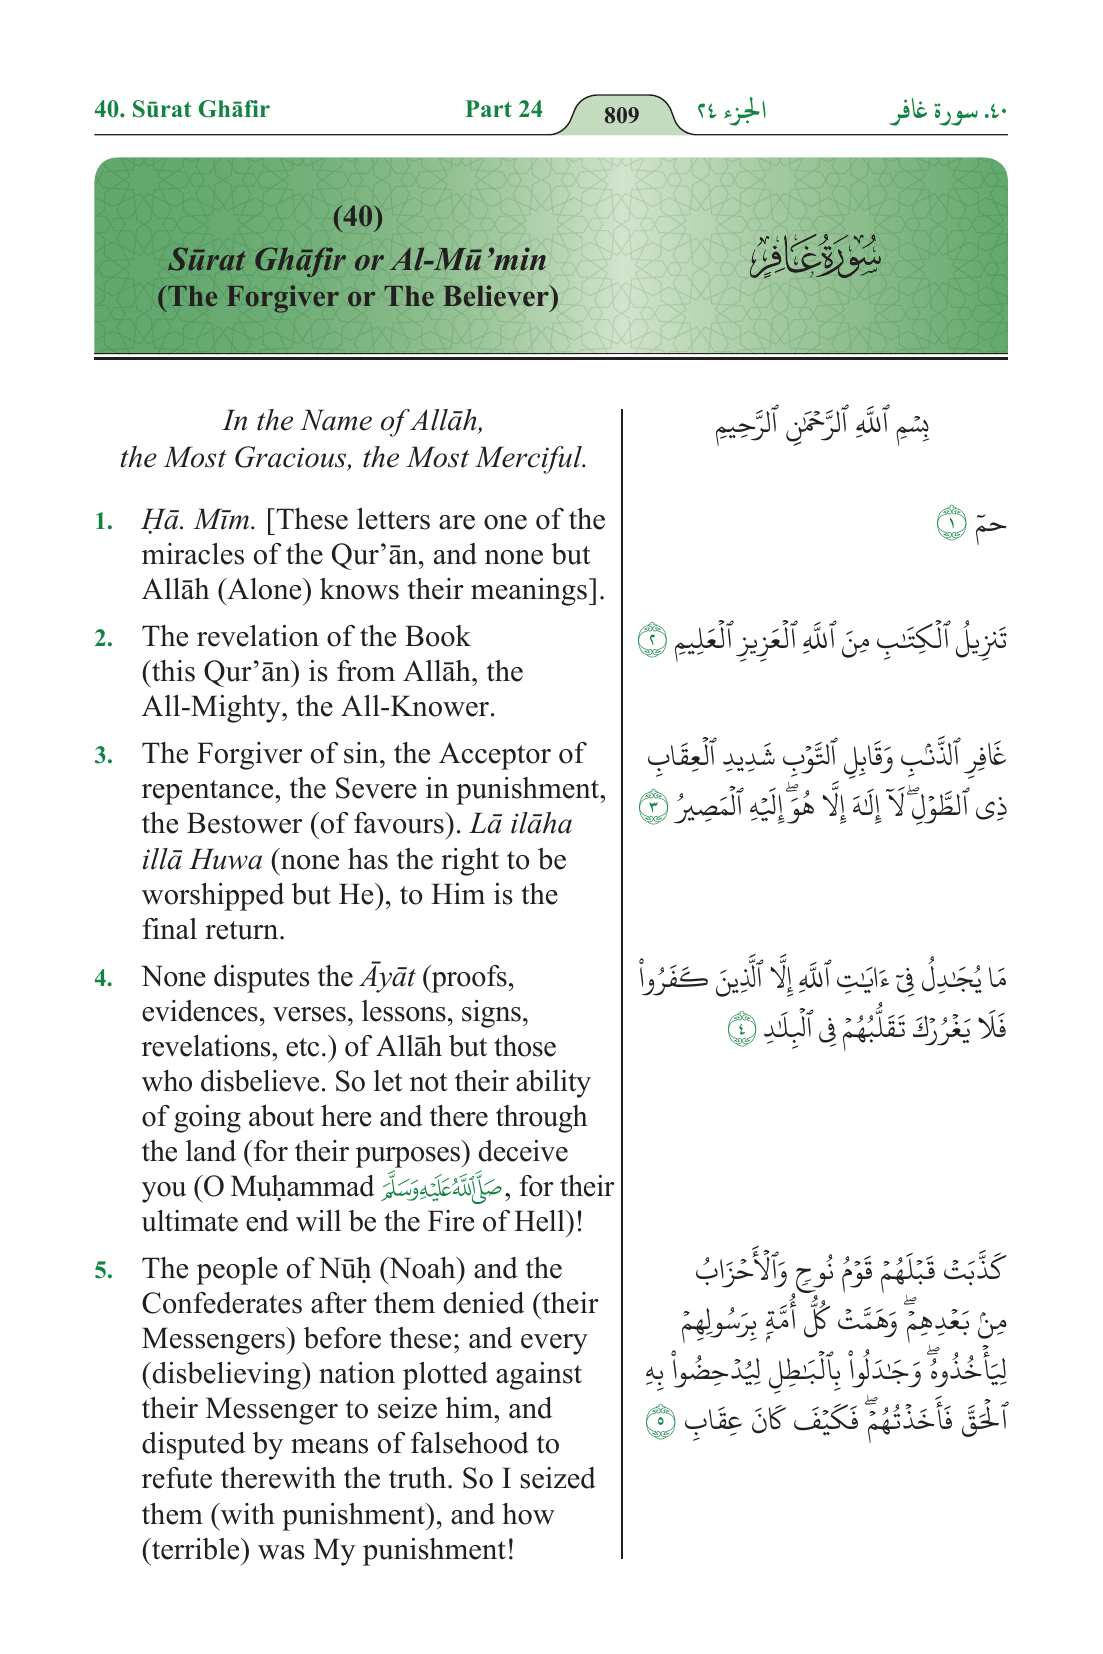 40. Sūrat Ghāfir Part 24 809 الجزء ٢٤ ٤٠. سورة غافر
(40)
Sūrat Ghāfir or Al-Mū’min
(The Forgiver or The Believer)
سُورَةُ غَافِرٍ
In the Name of Allāh,
the Most Gracious, the Most Merciful.
1. Ḥā. Mīm. [These letters are one of the
miracles of the Qur’ān, and none but
Allāh (Alone) knows their meanings].
2. The revelation of the Book
(this Qur’ān) is from Allāh, the
All-Mighty, the All-Knower.
3. The Forgiver of sin, the Acceptor of
repentance, the Severe in punishment,
the Bestower (of favours). Lā ilāha
illā Huwa (none has the right to be
worshipped but He), to Him is the
final return.
4. None disputes the Āyāt (proofs,
evidences, verses, lessons, signs,
revelations, etc.) of Allāh but those
who disbelieve. So let not their ability
of going about here and there through
the land (for their purposes) deceive
you (O Muḥammad صَلَّى ٱللَّهُ عَلَيْهِ وَسَلَّمَ, for their
ultimate end will be the Fire of Hell)!
5. The people of Nūḥ (Noah) and the
Confederates after them denied (their
Messengers) before these; and every
(disbelieving) nation plotted against
their Messenger to seize him, and
disputed by means of falsehood to
refute therewith the truth. So I seized
them (with punishment), and how
(terrible) was My punishment!
بِسْمِ ٱللَّهِ ٱلرَّحْمَٰنِ ٱلرَّحِيمِ
حمٓ ١
تَنزِيلُ ٱلْكِتَٰبِ مِنَ ٱللَّهِ ٱلْعَزِيزِ ٱلْعَلِيمِ ٢
غَافِرِ ٱلذَّنۢبِ وَقَابِلِ ٱلتَّوْبِ شَدِيدِ ٱلْعِقَابِ
ذِى ٱلطَّوْلِۖ لَآ إِلَٰهَ إِلَّا هُوَۖ إِلَيْهِ ٱلْمَصِيرُ ٣
مَا يُجَٰدِلُ فِىٓ ءَايَٰتِ ٱللَّهِ إِلَّا ٱلَّذِينَ كَفَرُوا۟
فَلَا يَغْرُرْكَ تَقَلُّبُهُمْ فِى ٱلْبِلَٰدِ ٤
كَذَّبَتْ قَبْلَهُمْ قَوْمُ نُوحٍ وَٱلْأَحْزَابُ
مِنۢ بَعْدِهِمْۖ وَهَمَّتْ كُلُّ أُمَّةٍۭ بِرَسُولِهِمْ
لِيَأْخُذُوهُۖ وَجَٰدَلُوا۟ بِٱلْبَٰطِلِ لِيُدْحِضُوا۟ بِهِ
ٱلْحَقَّ فَأَخَذْتُهُمْۖ فَكَيْفَ كَانَ عِقَابِ ٥